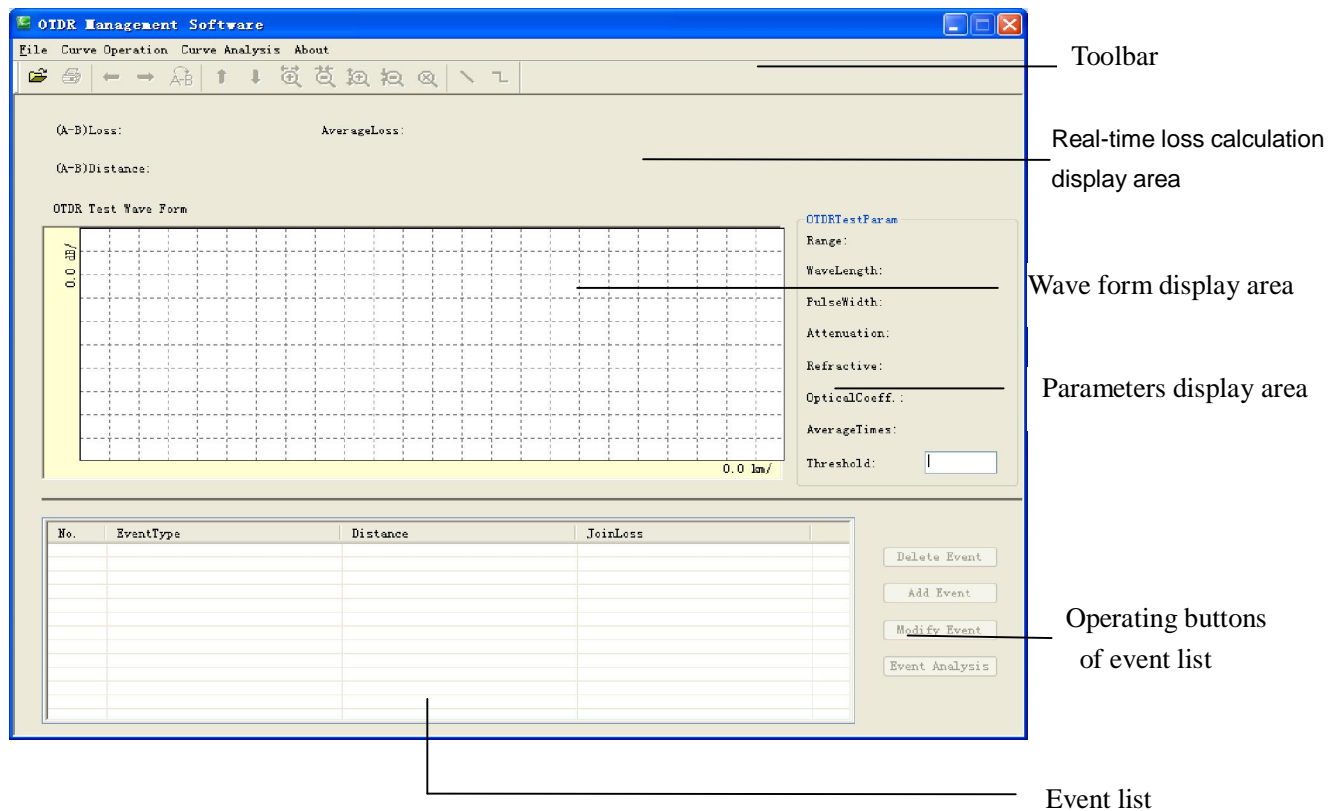 OTDR Management Software
File Curve Operation Curve Analysis About
A-B
Toolbar
(A-B)Loss: AverageLoss:
Real-time loss calculation
display area
(A-B)Distance:
OTDR Test Wave Form
0.0 dB/
0.0 km/
OTDRTestParam
Range:
WaveLength:
PulseWidth:
Attenuation:
Refractive:
OpticalCoeff.:
AverageTimes:
Threshold:
Wave form display area
Parameters display area
No. EventType Distance JoinLoss
Delete Event
Add Event
Modify Event
Event Analysis
Operating buttons
of event list
Event list